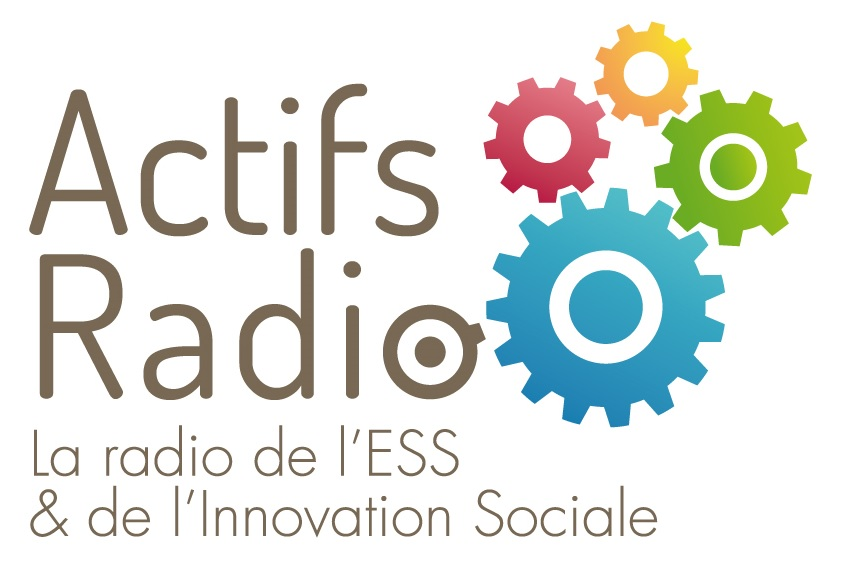 Actifs
Radio
La radio de l'ESS
& de l'Innovation Sociale